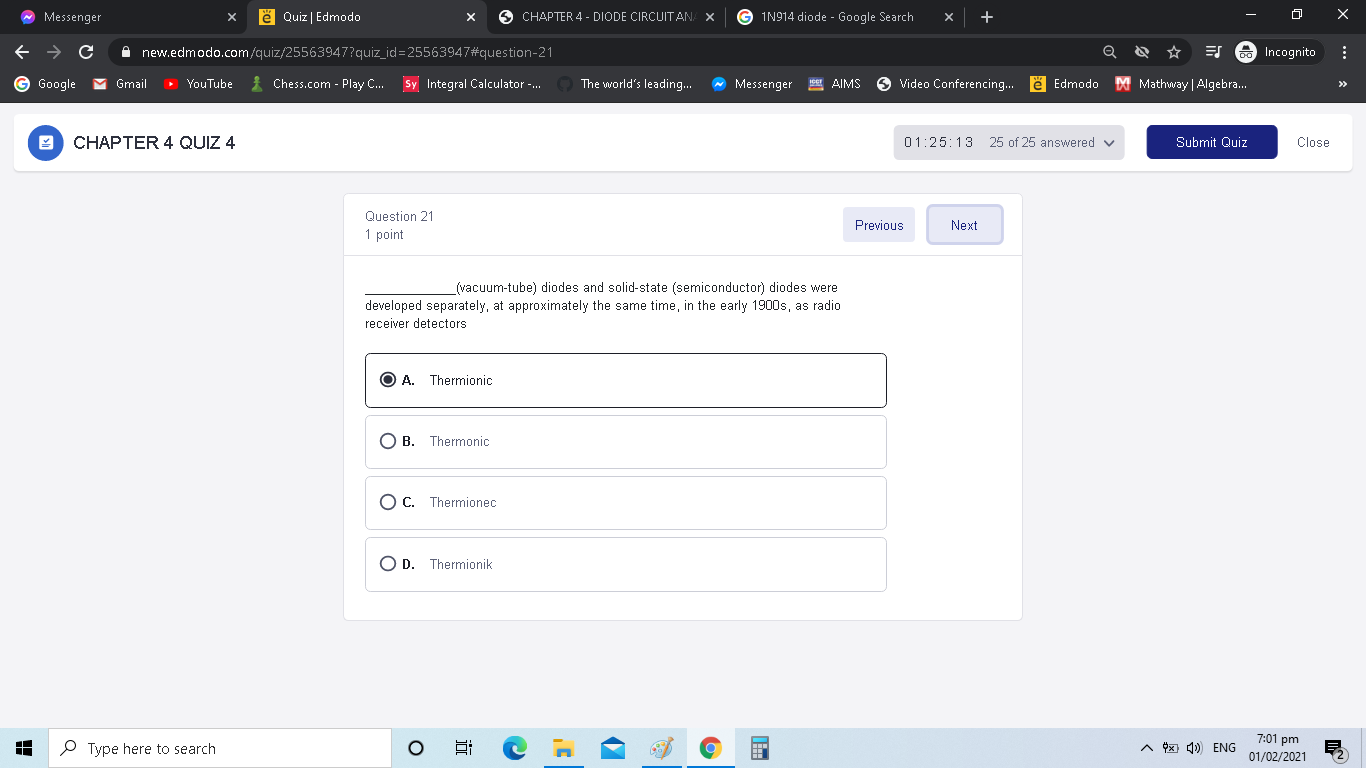 Messenger
Quiz | Edmodo
CHAPTER 4 - DIODE CIRCUIT AN
1N914 diode - Google Search
new.edmodo.com/quiz/25563947?quiz_id=25563947#question-21
Incognito
Google
Gmail
YouTube
Chess.com - Play C...
Sy
Integral Calculator -...
The world's leading...
Messenger
AIMS
Video Conferencing...
Edmodo
Mathway | Algebra...
CHAPTER 4 QUIZ 4
01:25:13 25 of 25 answered
Submit Quiz
Close
Question 21
1 point
Previous
Next
_____________(vacuum-tube) diodes and solid-state (semiconductor) diodes were
developed separately, at approximately the same time, in the early 1900s, as radio
receiver detectors
A. Thermionic
B. Thermonic
C. Thermionec
D. Thermionik
Type here to search
ENG
7:01 pm
01/02/2021
2